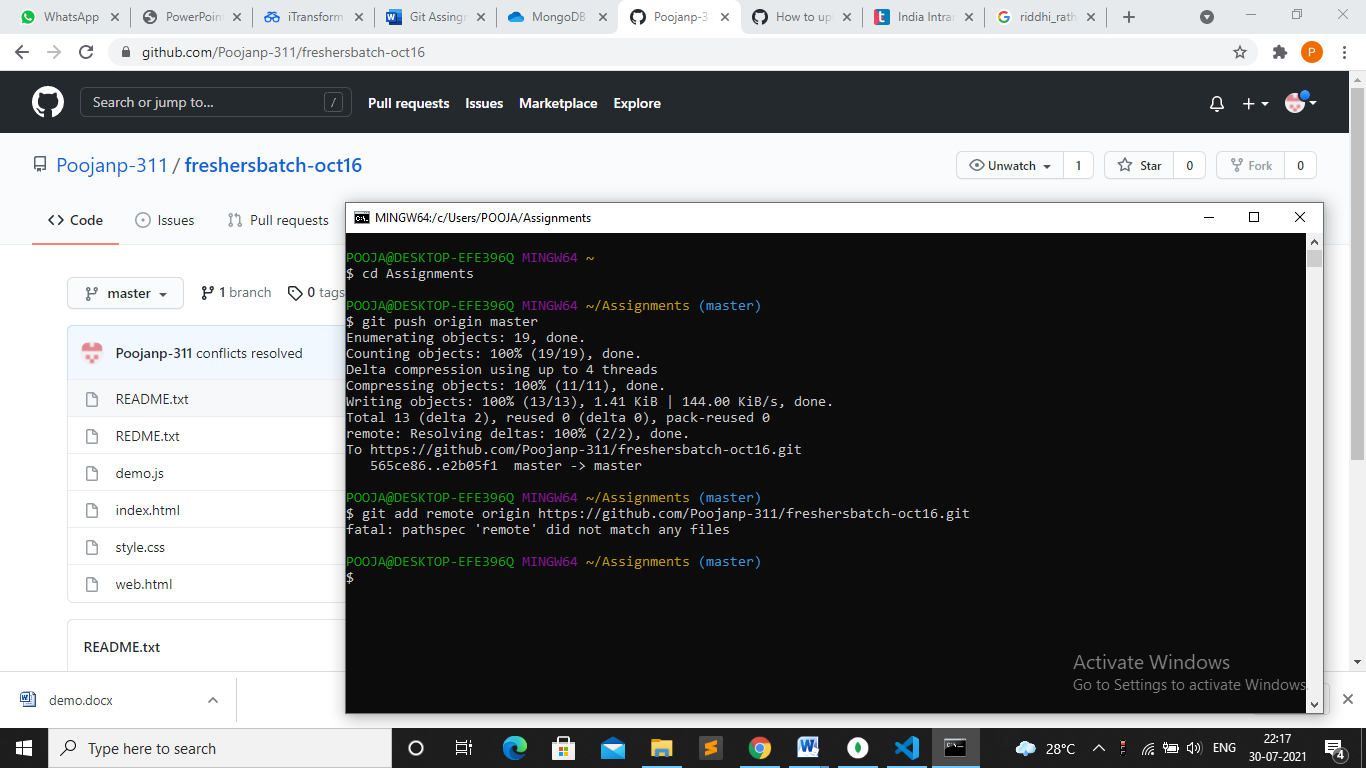 WhatsApp
PowerPoin
iTransform
Git Assign
MongoDB
Poojanp-3
How to up
India Intra
riddhi_rath
github.com/Poojanp-311/freshersbatch-oct16
P
Search or jump to...
/
Pull requests
Issues
Marketplace
Explore
Poojanp-311 / freshersbatch-oct16
Unwatch 1
Star 0
Fork 0
Code
Issues
Pull requests
master
1 branch
0 tags
Poojanp-311 conflicts resolved
README.txt
REDME.txt
demo.js
index.html
style.css
web.html
README.txt
MINGW64:/c/Users/POOJA/Assignments
POOJA@DESKTOP-EFE396Q MINGW64 ~
$ cd Assignments
POOJA@DESKTOP-EFE396Q MINGW64 ~/Assignments (master)
$ git push origin master
Enumerating objects: 19, done.
Counting objects: 100% (19/19), done.
Delta compression using up to 4 threads
Compressing objects: 100% (11/11), done.
Writing objects: 100% (13/13), 1.41 KiB | 144.00 KiB/s, done.
Total 13 (delta 2), reused 0 (delta 0), pack-reused 0
remote: Resolving deltas: 100% (2/2), done.
To https://github.com/Poojanp-311/freshersbatch-oct16.git
565ce86..e2b05f1  master -> master
POOJA@DESKTOP-EFE396Q MINGW64 ~/Assignments (master)
$ git add remote origin https://github.com/Poojanp-311/freshersbatch-oct16.git
fatal: pathspec 'remote' did not match any files
POOJA@DESKTOP-EFE396Q MINGW64 ~/Assignments (master)
$
Activate Windows
Go to Settings to activate Windows.
demo.docx
Type here to search
28°C
ENG
22:17
30-07-2021
4